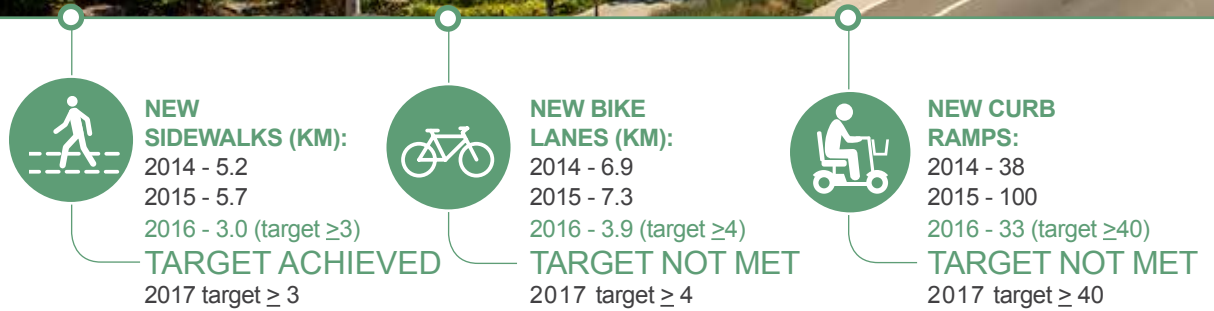 NEW
SIDEWALKS (KM):
2014 - 5.2
2015 - 5.7
2016 - 3.0 (target ≥3)
TARGET ACHIEVED
2017 target ≥ 3
NEW BIKE
LANES (KM):
2014 - 6.9
2015 - 7.3
2016 - 3.9 (target ≥4)
TARGET NOT MET
2017 target ≥ 4
NEW CURB
RAMPS:
2014 - 38
2015 - 100
2016 - 33 (target ≥40)
TARGET NOT MET
2017 target ≥ 40